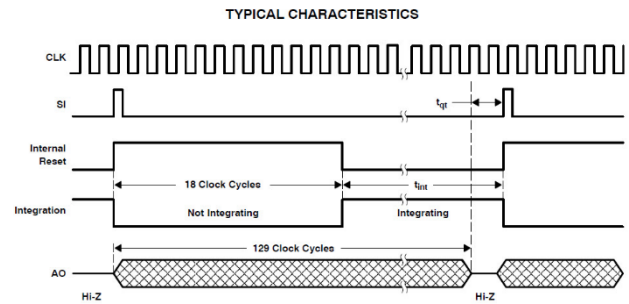 TYPICAL CHARACTERISTICS
CLK
SI
tqt
Internal
Reset
18 Clock Cycles
tint
Integration
Not Integrating
Integrating
129 Clock Cycles
AO
Hi-Z
Hi-Z